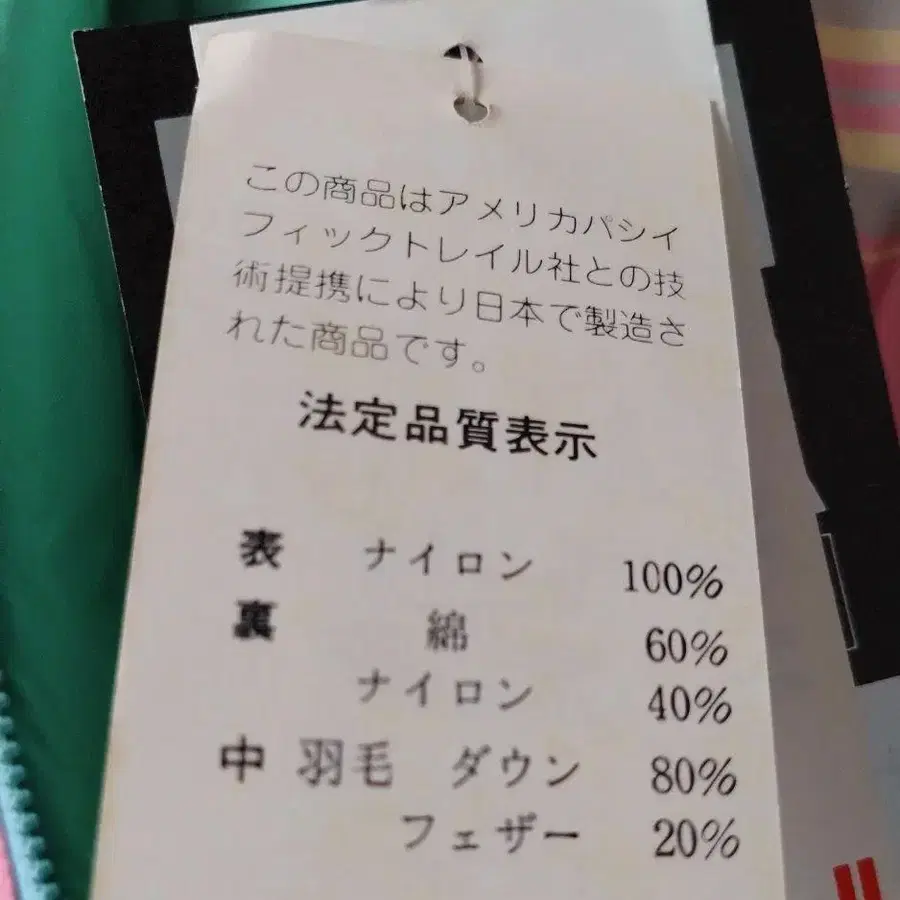 この商品はアメリカパシイ
フィックトレイル社との技
術提携により日本で製造さ
れた商品です。
法定品質表示
表 ナイロン 100%
裏 綿 60%
ナイロン 40%
中 羽毛 ダウン 80%
フェザー 20%